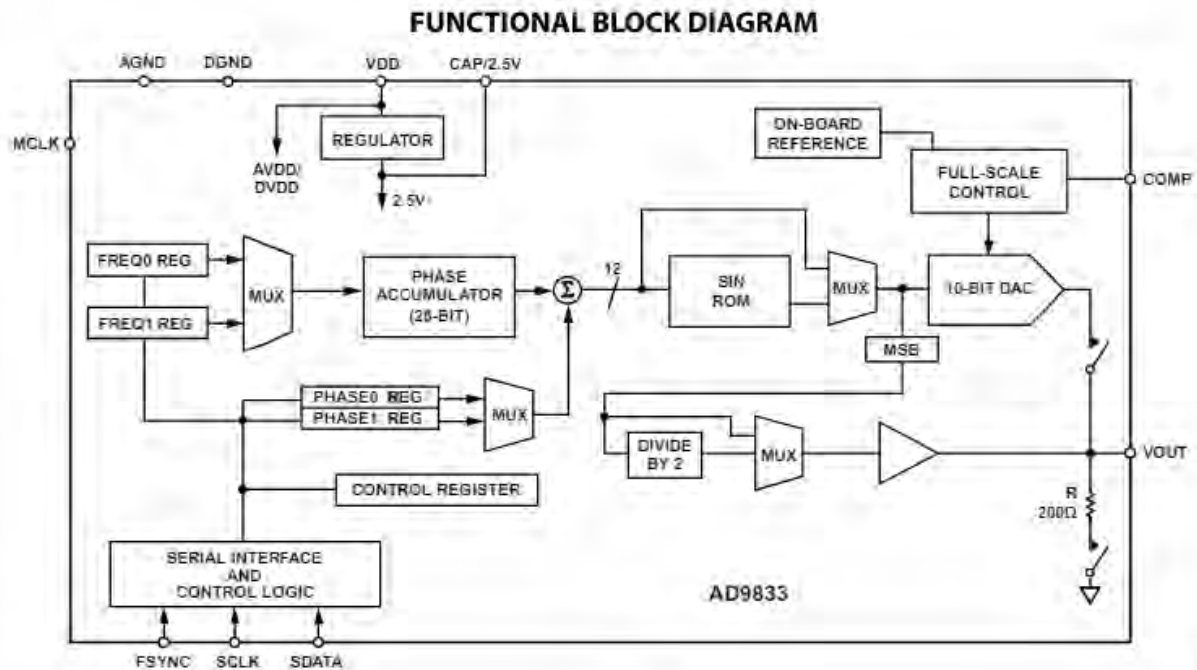 FUNCTIONAL BLOCK DIAGRAM
AGND
DGND
VDD
CAP/2.5V
MCLK
REGULATOR
AVDD/
DVDD
2.5V
ON-BOARD
REFERENCE
FULL-SCALE
CONTROL
COMP
FREQ0 REG
FREQ1 REG
MUX
PHASE
ACCUMULATOR
(28-BIT)
Σ
12
SIN
ROM
MUX
10-BIT DAC
MSB
PHASE0 REG
PHASE1 REG
MUX
DIVIDE
BY 2
MUX
VOUT
CONTROL REGISTER
R
200Ω
SERIAL INTERFACE
AND
CONTROL LOGIC
AD9833
FSYNC
SCLK
SDATA